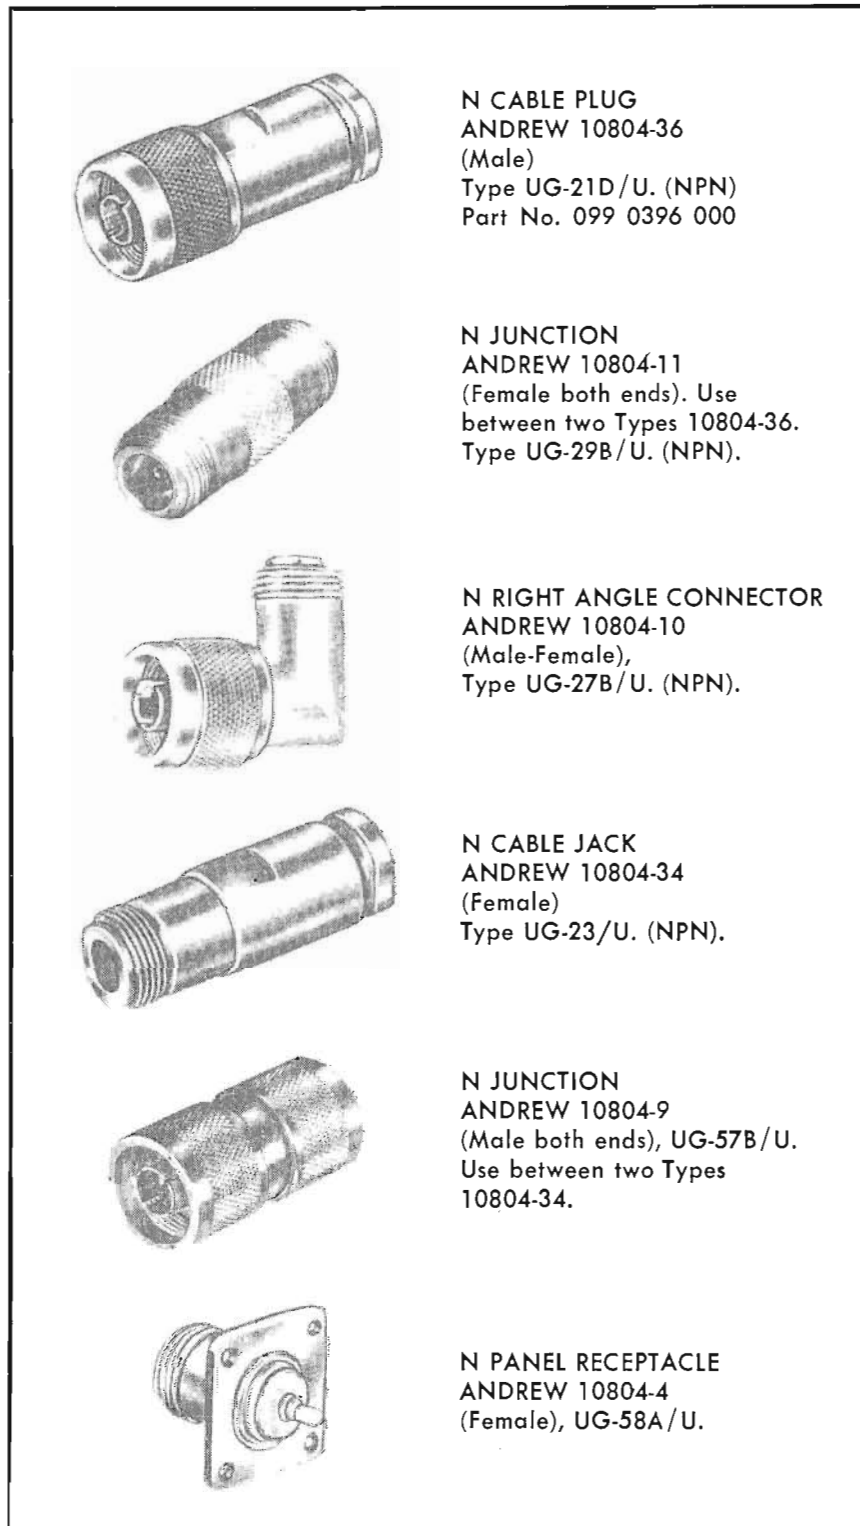 N CABLE PLUG
ANDREW 10804-36
(Male)
Type UG-21D/U. (NPN)
Part No. 099 0396 000
N JUNCTION
ANDREW 10804-11
(Female both ends). Use
between two Types 10804-36.
Type UG-29B/U. (NPN).
N RIGHT ANGLE CONNECTOR
ANDREW 10804-10
(Male-Female),
Type UG-27B/U. (NPN).
N CABLE JACK
ANDREW 10804-34
(Female)
Type UG-23/U. (NPN).
N JUNCTION
ANDREW 10804-9
(Male both ends), UG-57B/U.
Use between two Types
10804-34.
N PANEL RECEPTACLE
ANDREW 10804-4
(Female), UG-58A/U.